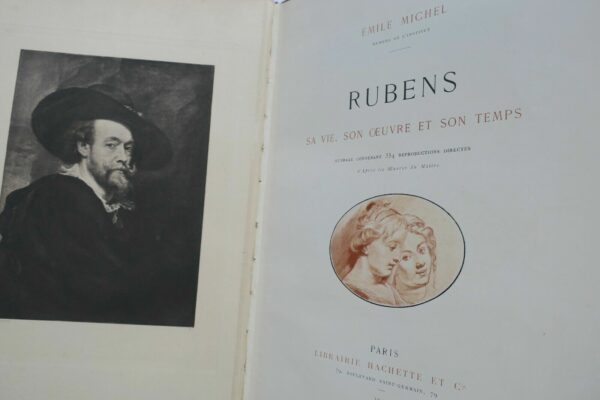 ÉMILE MICHEL
MEMBRE DE L'INSTITUT
RUBENS
SA VIE, SON ŒUVRE ET SON TEMPS
OUVRAGE CONTENANT 354 REPRODUCTIONS DIRECTES
d'Après les Œuvres du Maître
PARIS
LIBRAIRIE HACHETTE ET Cie
79, BOULEVARD SAINT-GERMAIN, 79